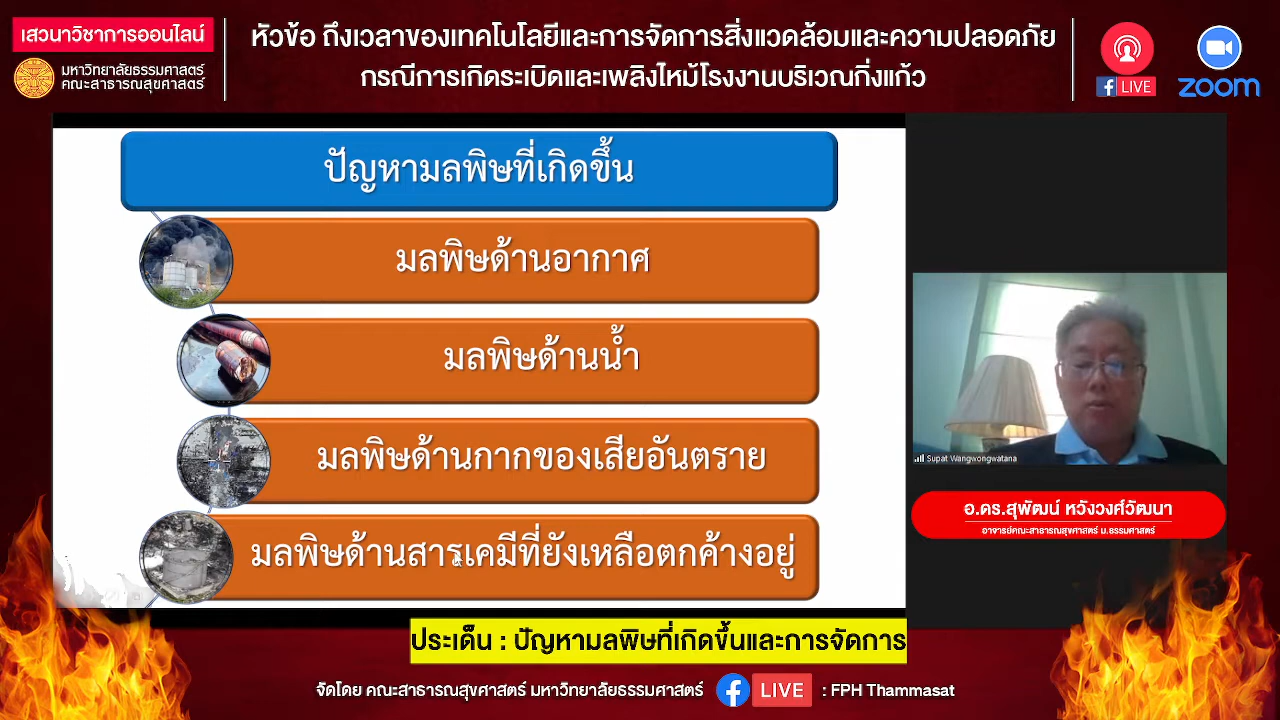 เสวนาวิชาการออนไลน์
มหาวิทยาลัยธรรมศาสตร์
คณะสาธารณสุขศาสตร์
หัวข้อ ถึงเวลาของเทคโนโลยีและการจัดการสิ่งแวดล้อมและความปลอดภัย
กรณีการเกิดระเบิดและเพลิงไหม้โรงงานบริเวณกิ่งแก้ว
LIVE
zoom
ปัญหามลพิษที่เกิดขึ้น
มลพิษด้านอากาศ
มลพิษด้านน้ำ
มลพิษด้านกากของเสียอันตราย
มลพิษด้านสารเคมีที่ยังเหลือตกค้างอยู่
Supat Wangwongwatana
อ.ดร.สุพัฒน์ หวังวงศ์วัฒนา
อาจารย์คณะสาธารณสุขศาสตร์ ม.ธรรมศาสตร์
ประเด็น : ปัญหามลพิษที่เกิดขึ้นและการจัดการ
จัดโดย คณะสาธารณสุขศาสตร์ มหาวิทยาลัยธรรมศาสตร์ LIVE : FPH Thammasat